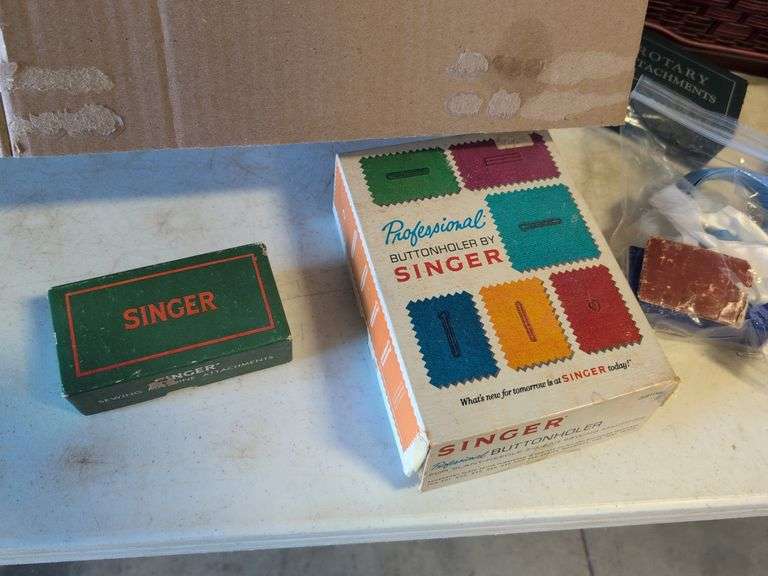 ROTARY
ATTACHMENTS
SINGER
SINGER*
SEWING MACHINE ATTACHMENTS
Professional
BUTTONHOLER BY
SINGER
What's new for tomorrow is at SINGER today!*
SINGER*
Professional BUTTONHOLER